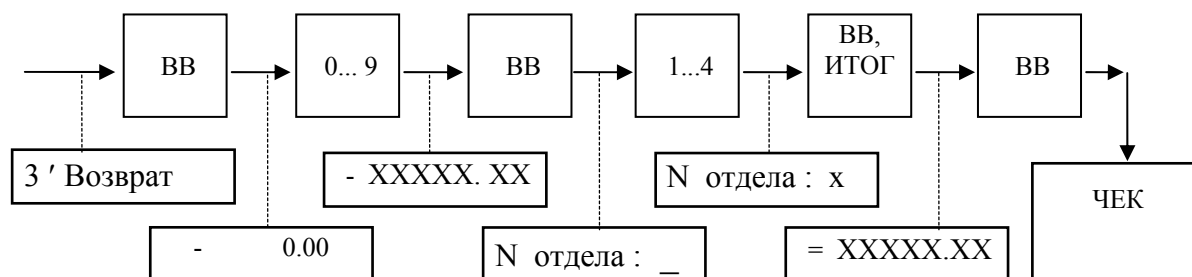 ВВ
0... 9
ВВ
1...4
ВВ,
ИТОГ
ВВ
3 ′ Возврат
- XXXXX. XX
N отдела : x
ЧЕК
- 0.00
N отдела : _
= XXXXX.XX